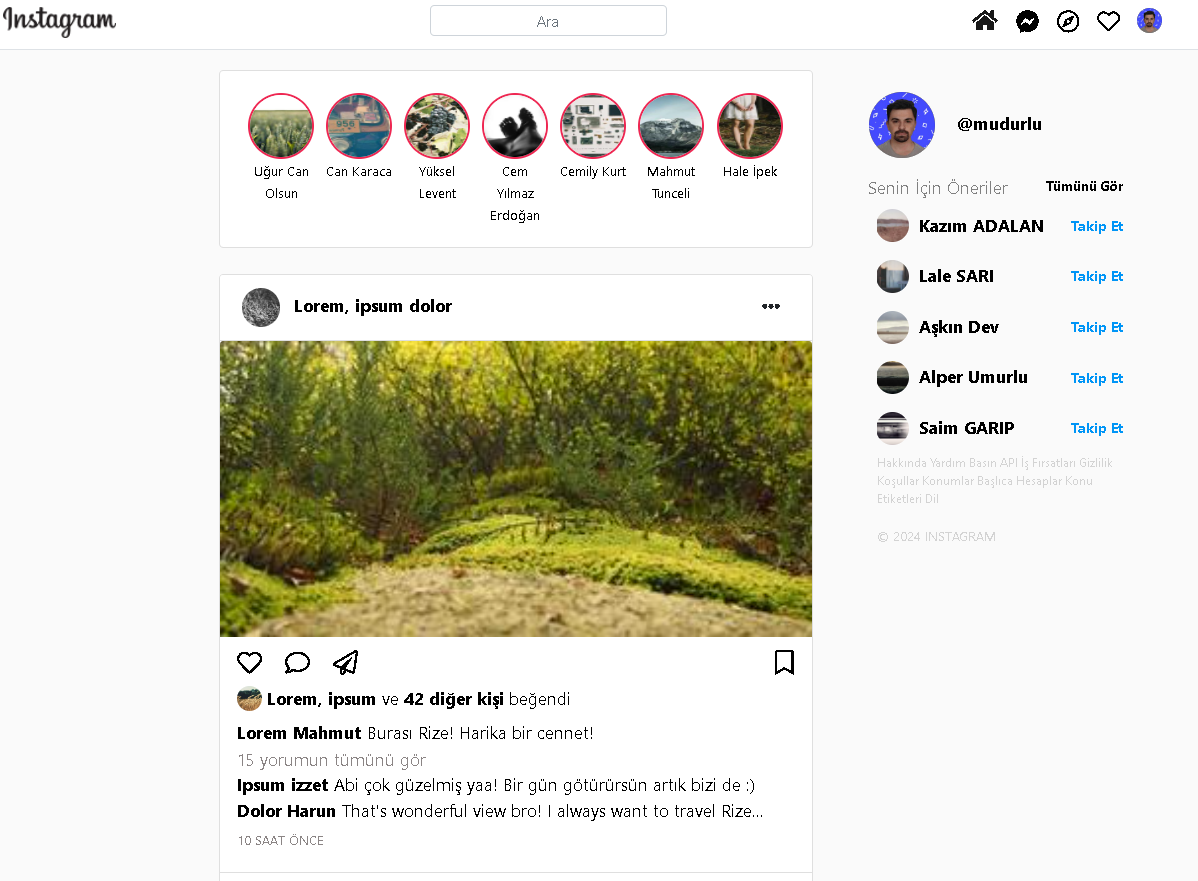 Instagram
Ara
Uğur Can Olsun
Can Karaca
Yüksel Levent
Cem Yılmaz Erdoğan
Cemily Kurt
Mahmut Tunceli
Hale İpek
@mudurlu
Senin İçin Öneriler Tümünü Gör
Kazım ADALAN Takip Et
Lale SARI Takip Et
Aşkın Dev Takip Et
Alper Umurlu Takip Et
Saim GARIP Takip Et
Hakkında Yardım Basın API İş Fırsatları Gizlilik
Koşullar Konumlar Başlıca Hesaplar Konu
Etiketleri Dil
© 2024 INSTAGRAM
Lorem, ipsum dolor
Lorem, ipsum ve 42 diğer kişi beğendi
Lorem Mahmut Burası Rize! Harika bir cennet!
15 yorumun tümünü gör
Ipsum izzet Abi çok güzelmiş yaa! Bir gün götürürsün artık bizi de :)
Dolor Harun That's wonderful view bro! I always want to travel Rize...
10 SAAT ÖNCE